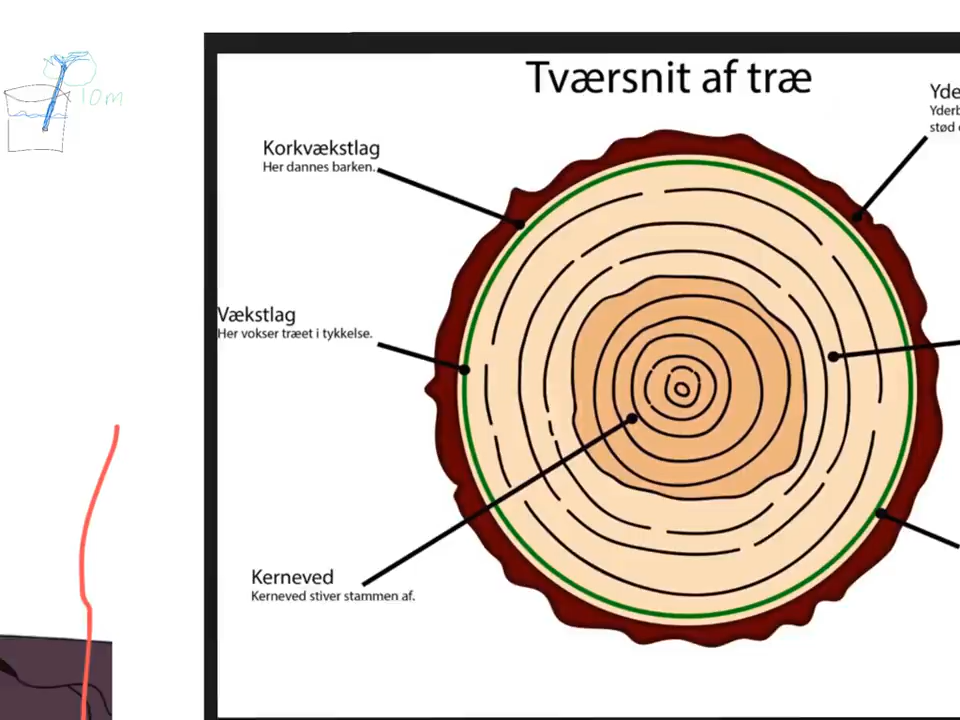 10m
Tværsnit af træ
Korkvækstlag
Her dannes barken.
Vækstlag
Her vokser træet i tykkelse.
Kerneved
Kerneved stiver stammen af.
Yde
Yderb
stød